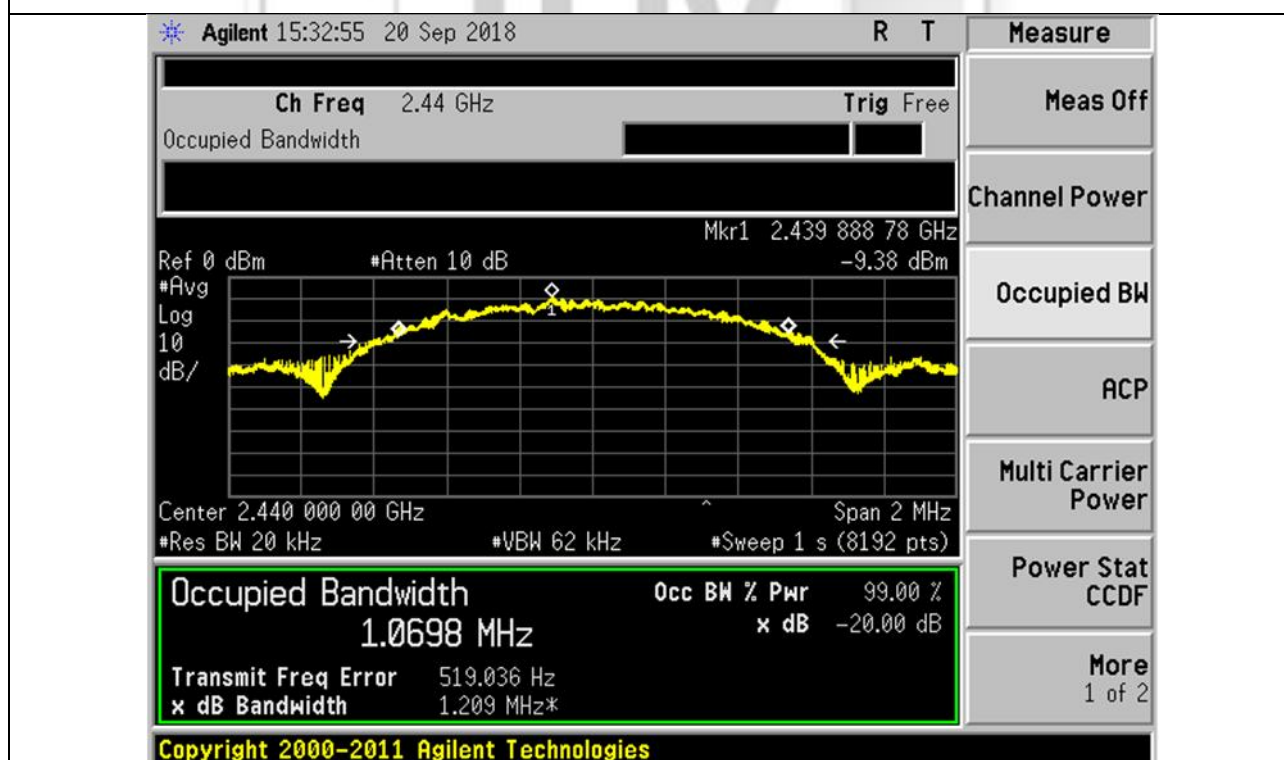 Agilent 15:32:55 20 Sep 2018 R T Measure
Ch Freq 2.44 GHz Trig Free
Occupied Bandwidth
Meas Off
Channel Power
Occupied BW
ACP
Multi Carrier
Power
Power Stat
CCDF
More
1 of 2
Mkr1 2.439 888 78 GHz
Ref 0 dBm #Atten 10 dB -9.38 dBm
#Avg
Log
10
dB/
1
Center 2.440 000 00 GHz Span 2 MHz
#Res BW 20 kHz #VBW 62 kHz #Sweep 1 s (8192 pts)
Occupied Bandwidth Occ BW % Pwr 99.00 %
1.0698 MHz x dB -20.00 dB
Transmit Freq Error 519.036 Hz
x dB Bandwidth 1.209 MHz*
Copyright 2000-2011 Agilent Technologies